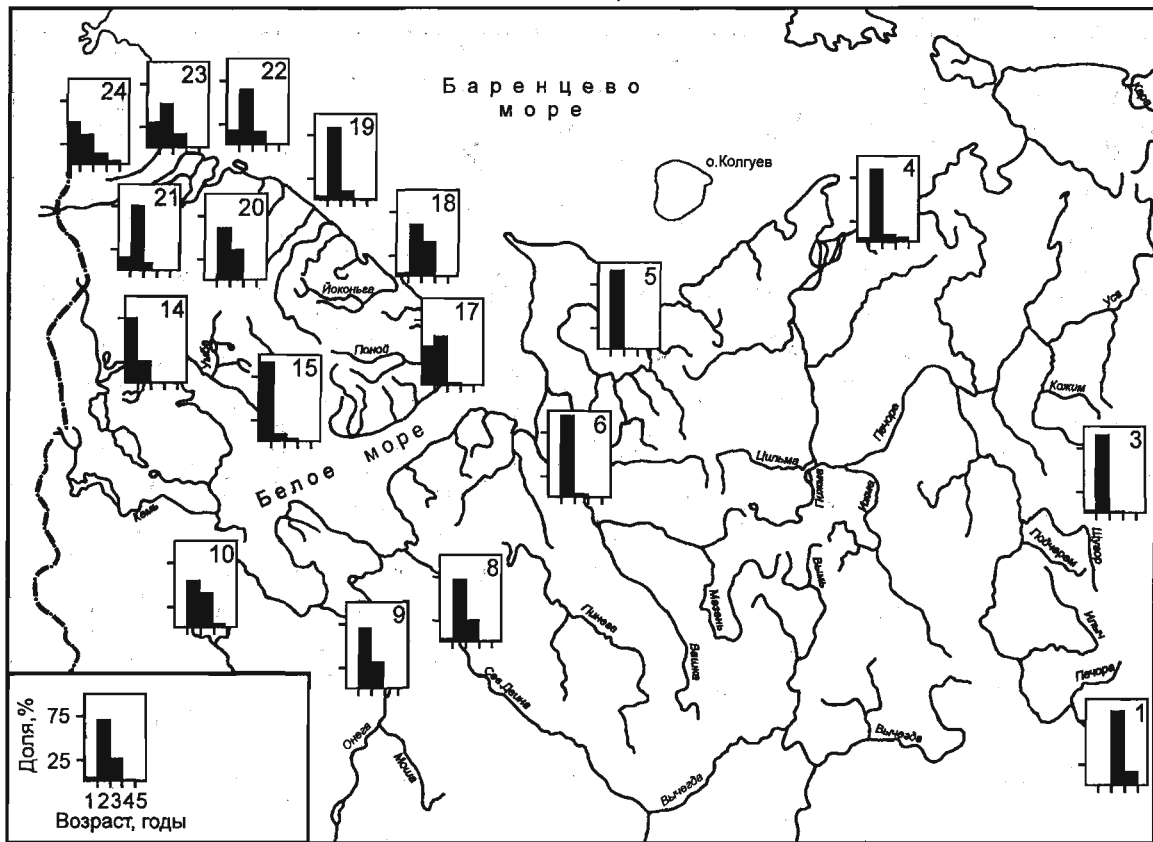 Баренцево
море
о.Колгуев
24
23
22
19
4
21
20
18
5
Йоконьга
Уса
14
17
Умба
Поной
15
Кожим
6
Печора
3
Белое море
Цильма
Пижма
Ижма
Кемь
Щугор
Подчерем
10
8
Вымь
Мезень
Пинега
Илыч
9
Вашка
Печора
Сев.Двина
1
Онега
Вычегда
Моша
Вычегда
Кара
Доля,%
75
25
12345
Возраст, годы